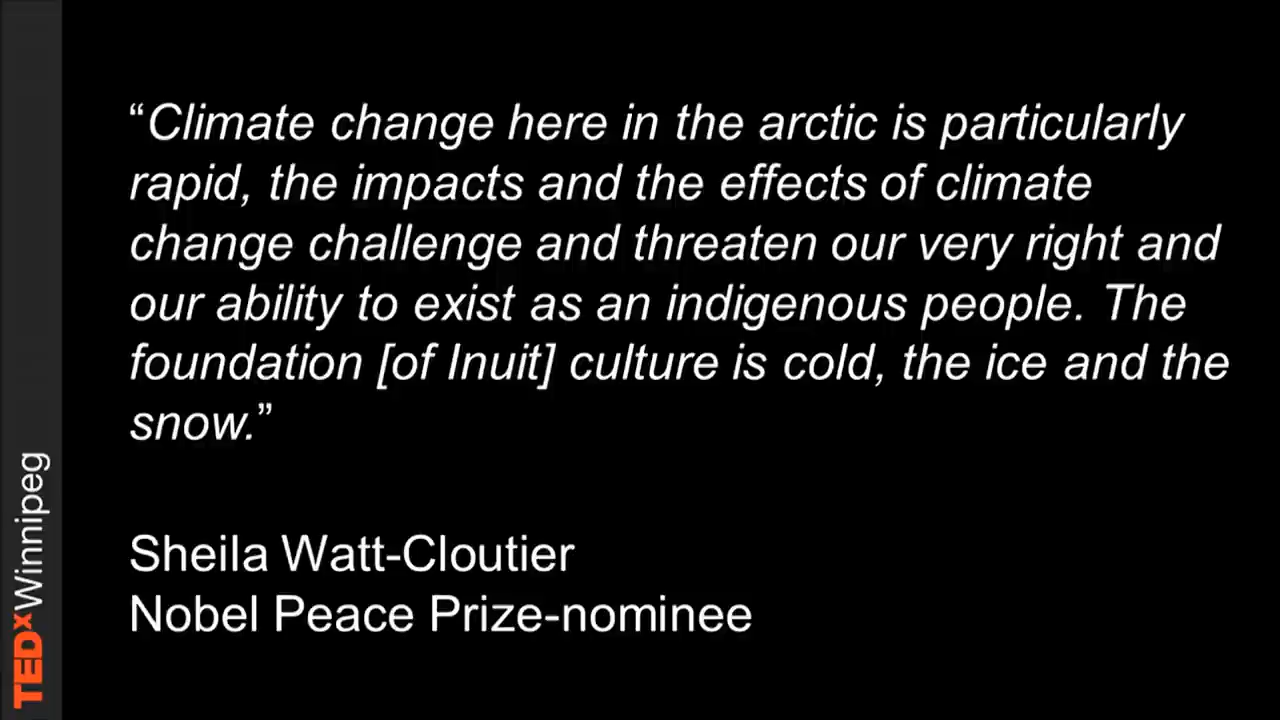 “Climate change here in the arctic is particularly
rapid, the impacts and the effects of climate
change challenge and threaten our very right and
our ability to exist as an indigenous people. The
foundation [of Inuit] culture is cold, the ice and the
snow.”
Sheila Watt-Cloutier
Nobel Peace Prize-nominee
TEDxWinnipeg